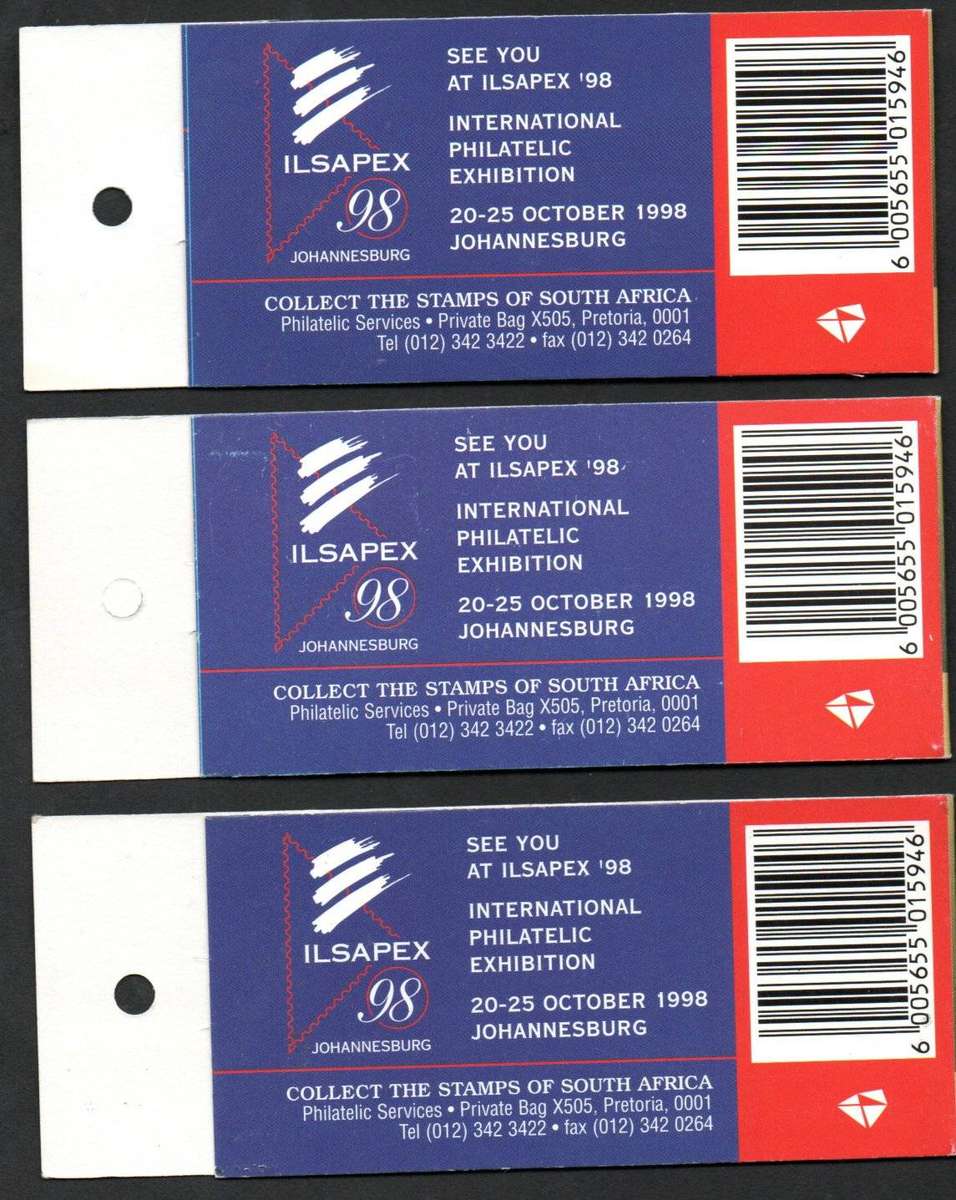 ILSAPEX
98
JOHANNESBURG
SEE YOU
AT ILSAPEX '98
INTERNATIONAL
PHILATELIC
EXHIBITION
20-25 OCTOBER 1998
JOHANNESBURG
COLLECT THE STAMPS OF SOUTH AFRICA
Philatelic Services • Private Bag X505, Pretoria, 0001
Tel (012) 342 3422 • fax (012) 342 0264
6 005655 015946
ILSAPEX
98
JOHANNESBURG
SEE YOU
AT ILSAPEX '98
INTERNATIONAL
PHILATELIC
EXHIBITION
20-25 OCTOBER 1998
JOHANNESBURG
COLLECT THE STAMPS OF SOUTH AFRICA
Philatelic Services • Private Bag X505, Pretoria, 0001
Tel (012) 342 3422 • fax (012) 342 0264
6 005655 015946
ILSAPEX
98
JOHANNESBURG
SEE YOU
AT ILSAPEX '98
INTERNATIONAL
PHILATELIC
EXHIBITION
20-25 OCTOBER 1998
JOHANNESBURG
COLLECT THE STAMPS OF SOUTH AFRICA
Philatelic Services • Private Bag X505, Pretoria, 0001
Tel (012) 342 3422 • fax (012) 342 0264
6 005655 015946